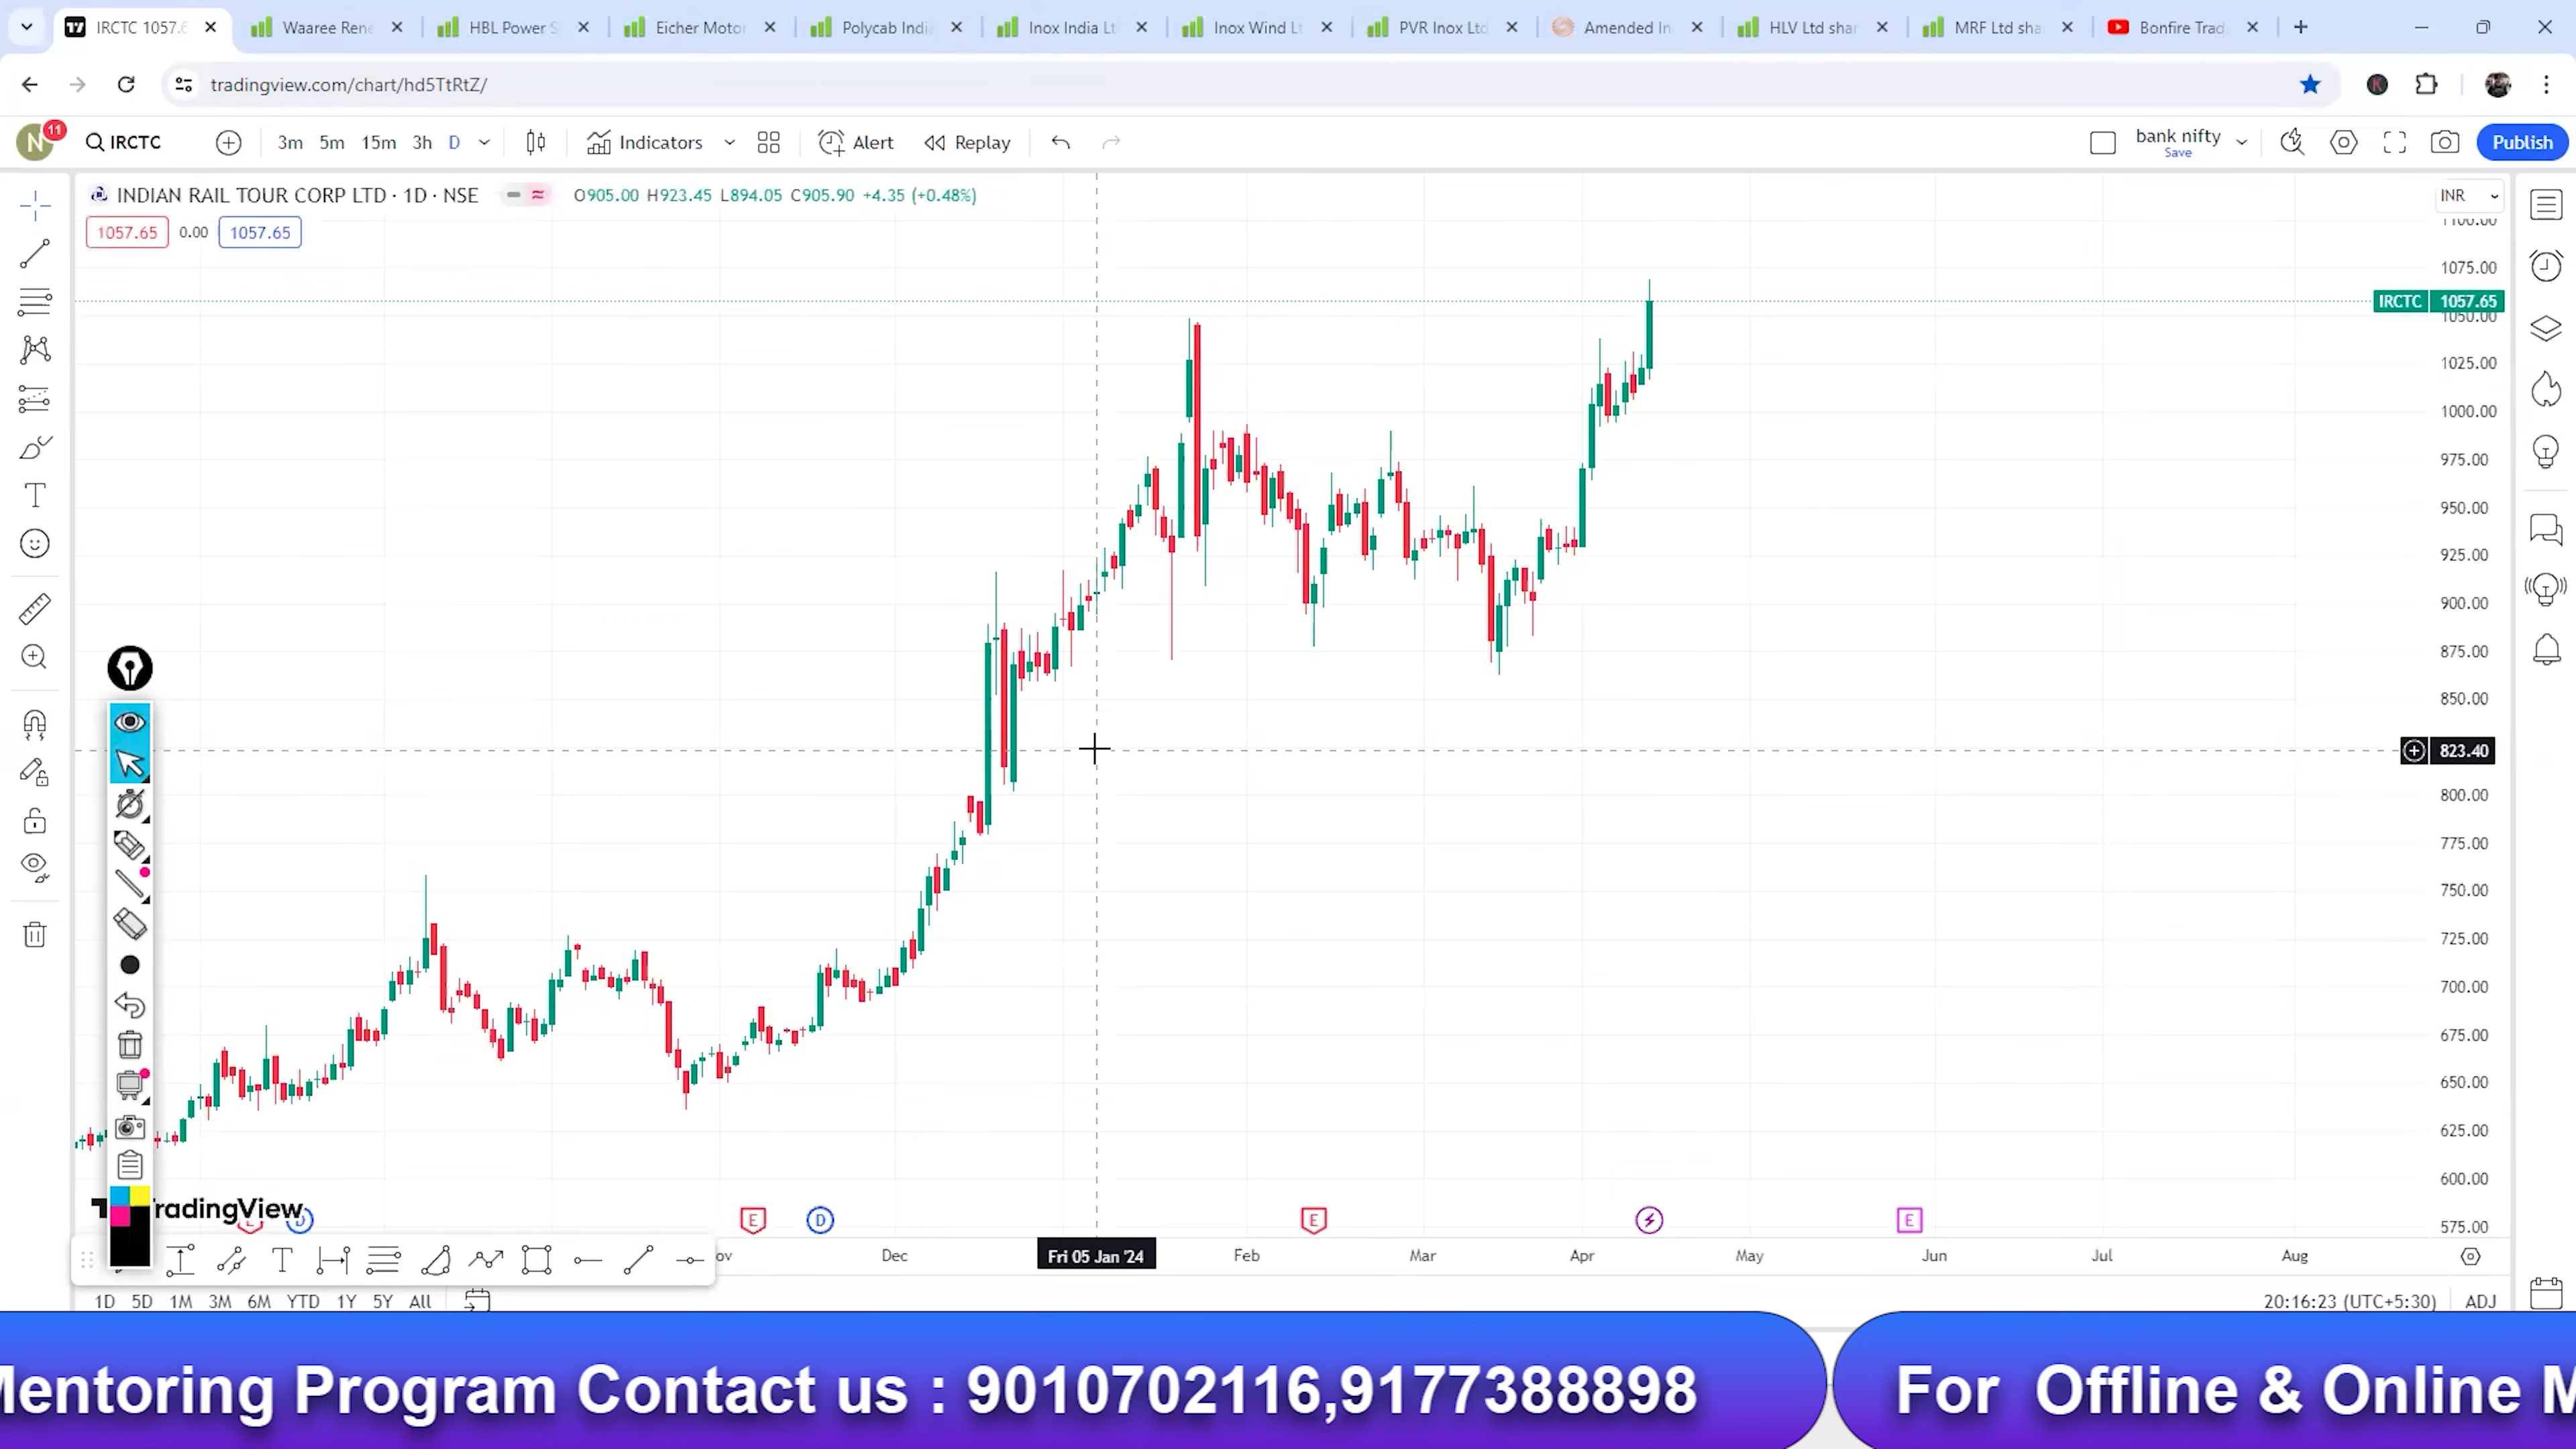 IRCTC 1057.6
Waaree Rene
HBL Power S
Eicher Motor
Polycab India
Inox India Lt
Inox Wind Lt
PVR Inox Ltd
Amended In
HLV Ltd shar
MRF Ltd sha
Bonfire Trad
tradingview.com/chart/hd5TtRtZ/
N 11 IRCTC 3m 5m 15m 3h D Indicators Alert Replay bank nifty Save Publish
INDIAN RAIL TOUR CORP LTD · 1D · NSE O905.00 H923.45 L894.05 C905.90 +4.35 (+0.48%)
INR
1057.65 0.00 1057.65
1100.00
1075.00
IRCTC 1057.65
1050.00
1025.00
1000.00
975.00
950.00
925.00
900.00
875.00
850.00
823.40
800.00
775.00
750.00
725.00
700.00
675.00
650.00
625.00
600.00
575.00
TradingView
E D E D E E
ov Dec Fri 05 Jan '24 Feb Mar Apr May Jun Jul Aug
1D 5D 1M 3M 6M YTD 1Y 5Y All
20:16:23 (UTC+5:30) ADJ
Mentoring Program Contact us : 9010702116,9177388898
For Offline & Online M